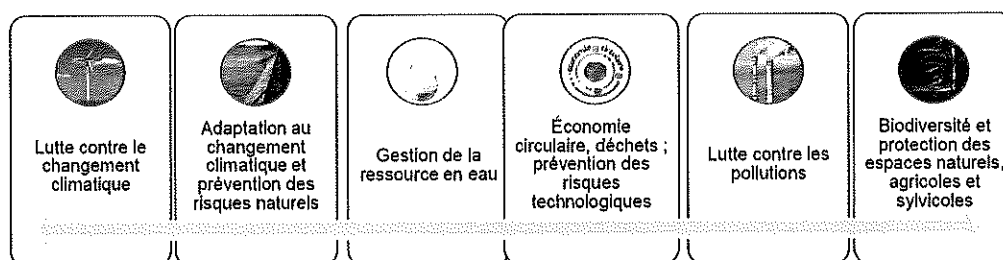 Lutte contre le
changement
climatique
Adaptation au
changement
climatique et
prévention des
risques naturels
Gestion de la
ressource en eau
économie circulaire
Économie
circulaire, déchets ;
prévention des
risques
technologiques
Lutte contre les
pollutions
Biodiversité et
protection des
espaces naturels,
agricoles et
sylvicoles